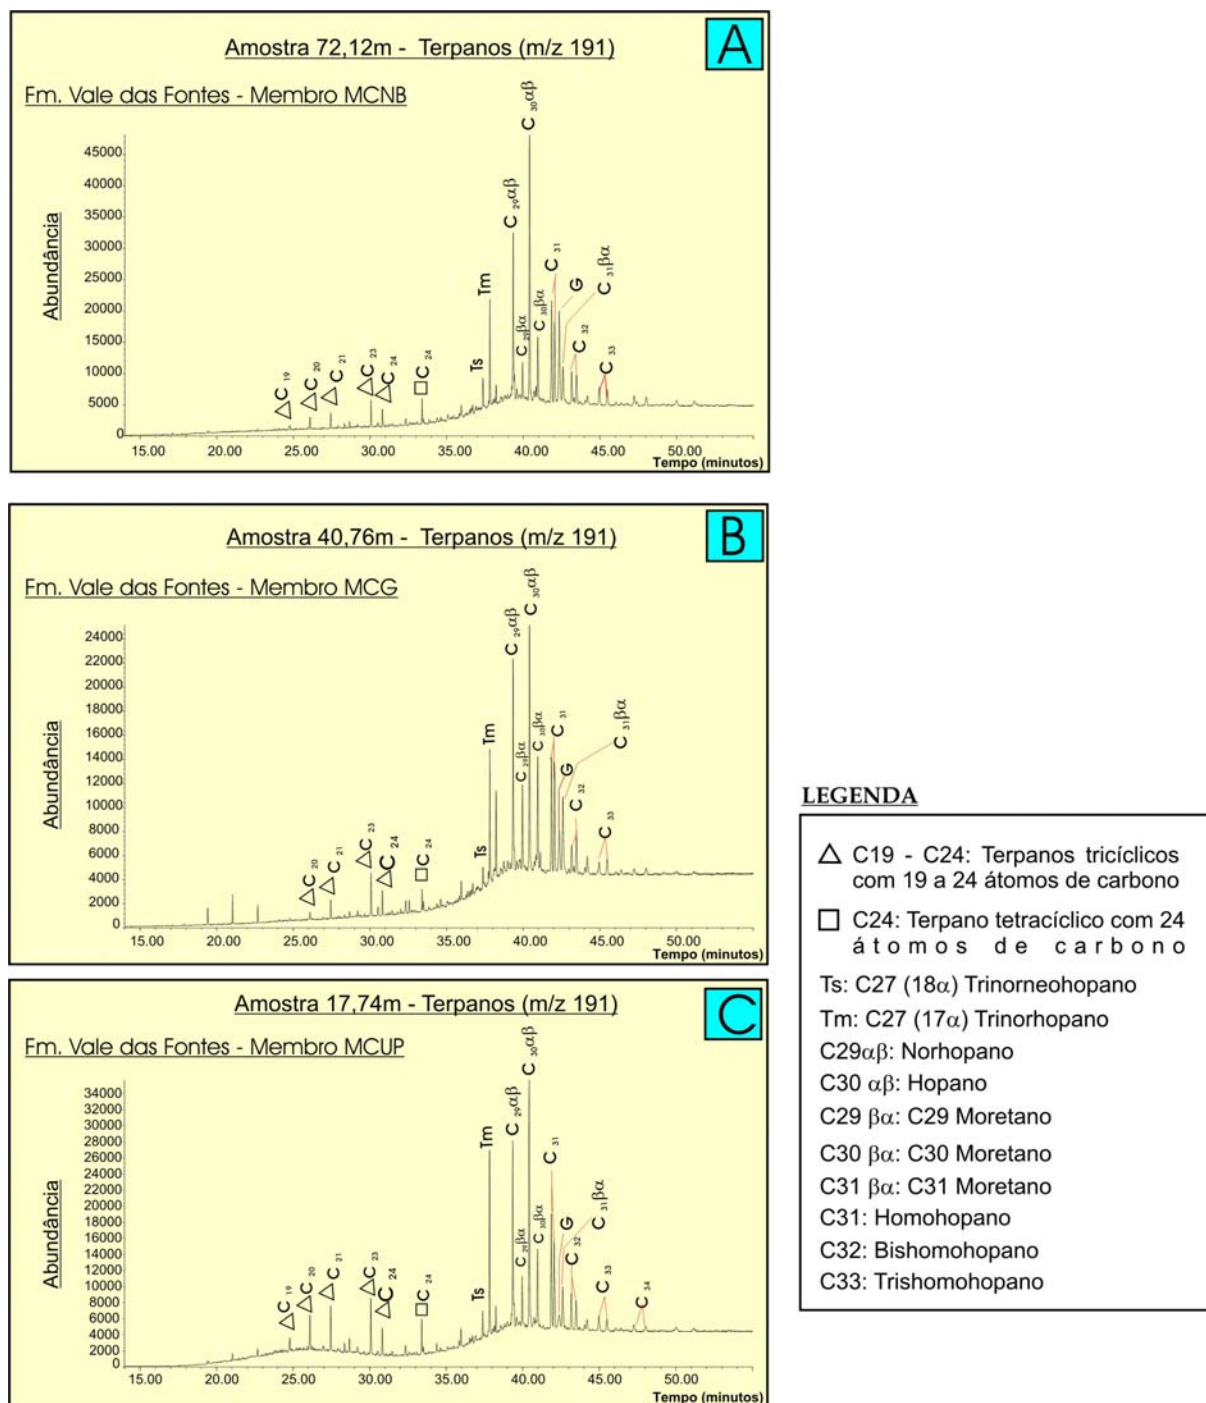 Amostra 72,12m - Terpanos (m/z 191)
A
Fm. Vale das Fontes - Membro MCNB
Abundância
45000
40000
35000
30000
25000
20000
15000
10000
5000
0
△C19
△C20
△C21
△C23
△C24
□C24
Ts
Tm
C29αβ
C29βα
C30αβ
C30βα
C31
G
C31βα
C32
C33
15.00 20.00 25.00 30.00 35.00 40.00 45.00 50.00
Tempo (minutos)
Amostra 40,76m - Terpanos (m/z 191)
B
Fm. Vale das Fontes - Membro MCG
Abundância
24000
22000
20000
18000
16000
14000
12000
10000
8000
6000
4000
2000
0
△C20
△C21
△C23
△C24
□C24
Ts
Tm
C29αβ
C29βα
C30αβ
C30βα
C31
G
C31βα
C32
C33
15.00 20.00 25.00 30.00 35.00 40.00 45.00 50.00
Tempo (minutos)
Amostra 17,74m - Terpanos (m/z 191)
C
Fm. Vale das Fontes - Membro MCUP
Abundância
34000
32000
30000
28000
26000
24000
22000
20000
18000
16000
14000
12000
10000
8000
6000
4000
2000
0
△C19
△C20
△C21
△C23
△C24
□C24
Ts
Tm
C29αβ
C29βα
C30αβ
C30βα
C31
G
C31βα
C32
C33
C34
15.00 20.00 25.00 30.00 35.00 40.00 45.00 50.00
Tempo (minutos)
LEGENDA
△ C19 - C24: Terpanos tricíclicos
com 19 a 24 átomos de carbono
□ C24: Terpano tetracíclico com 24
átomos de carbono
Ts: C27 (18α) Trinorneohopano
Tm: C27 (17α) Trinorhopano
C29αβ: Norhopano
C30 αβ: Hopano
C29 βα: C29 Moretano
C30 βα: C30 Moretano
C31 βα: C31 Moretano
C31: Homohopano
C32: Bishomohopano
C33: Trishomohopano